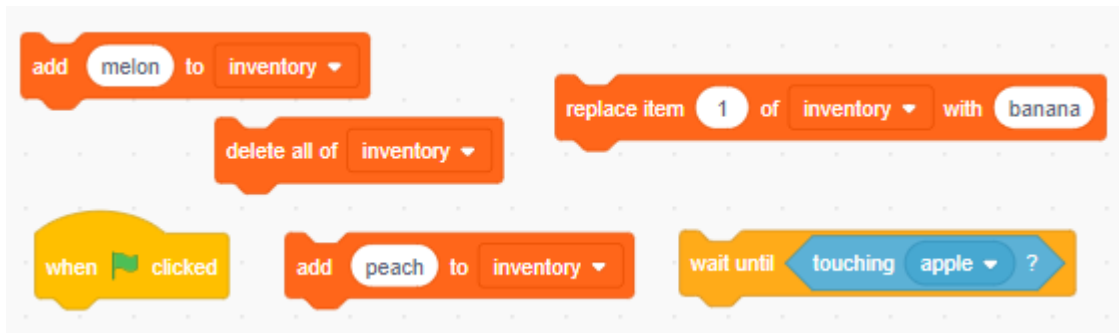 add melon to inventory
replace item 1 of inventory with banana
delete all of inventory
when clicked
add peach to inventory
wait until touching apple ?